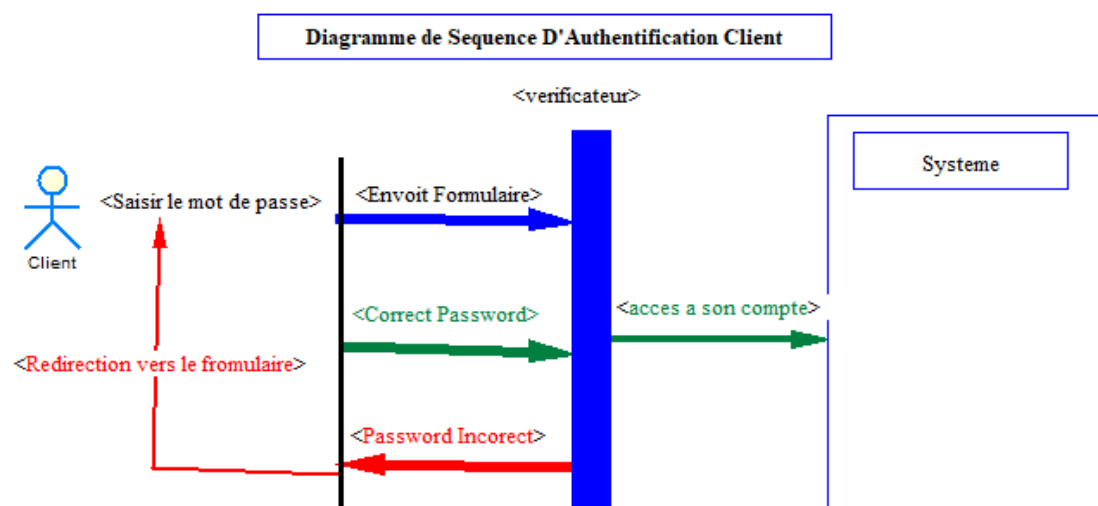 Diagramme de Sequence D'Authentification Client
<verificateur>
Systeme
<Saisir le mot de passe>
<Envoit Formulaire>
Client
<Correct Password>
<acces a son compte>
<Redirection vers le fromulaire>
<Password Incorect>